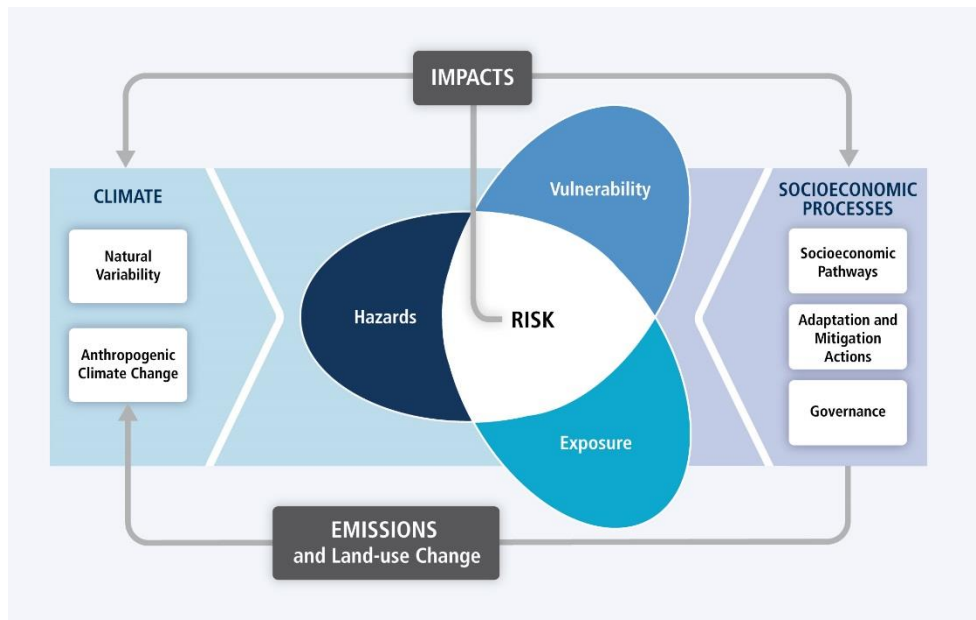 IMPACTS
CLIMATE
Natural
Variability
Anthropogenic
Climate Change
Vulnerability
Hazards
RISK
Exposure
SOCIOECONOMIC
PROCESSES
Socioeconomic
Pathways
Adaptation and
Mitigation
Actions
Governance
EMISSIONS
and Land-use Change